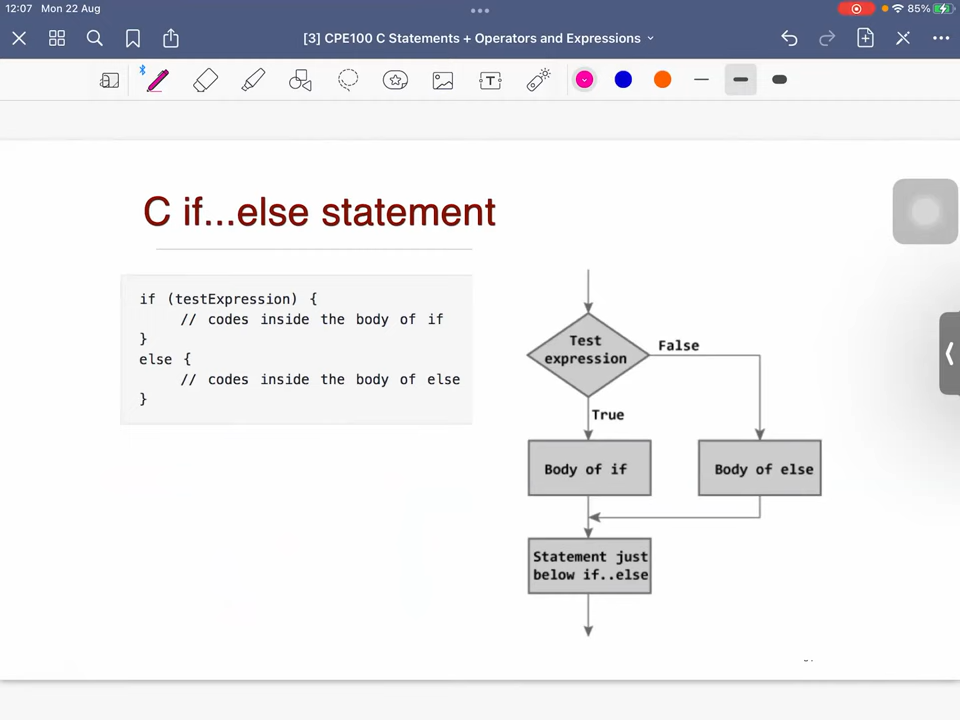 12:07 Mon 22 Aug
85%
[3] CPE100 C Statements + Operators and Expressions
T
C if...else statement
if (testExpression) {
// codes inside the body of if
}
else {
// codes inside the body of else
}
Test
expression
False
True
Body of if
Body of else
Statement just
below if..else